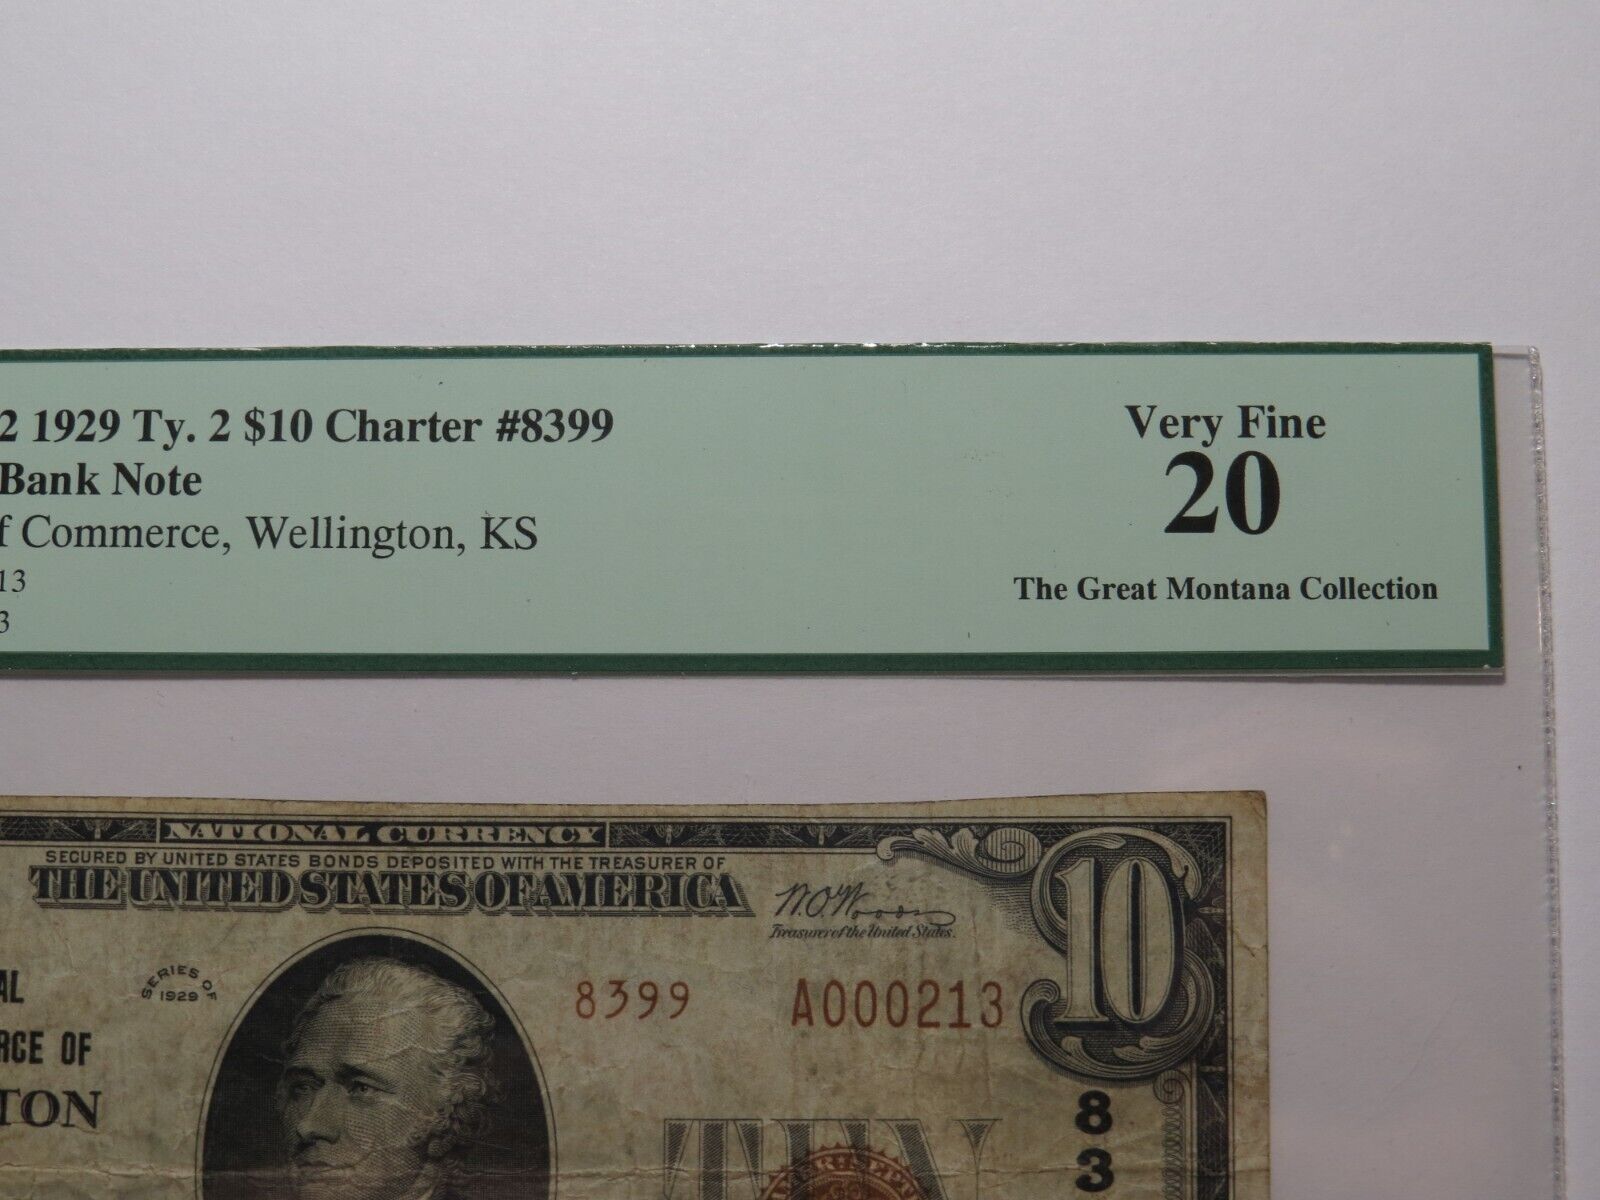 2 1929 Ty. 2 $10 Charter #8399
Bank Note
f Commerce, Wellington, KS
13
3
Very Fine
20
The Great Montana Collection
NATIONAL CURRENCY
SECURED BY UNITED STATES BONDS DEPOSITED WITH THE TREASURER OF
THE UNITED STATES OF AMERICA
W.O. Woods
Treasurer of the United States.
10
SERIES OF
1929
8399
A000213
AL
RCE OF
TON
TEN
83